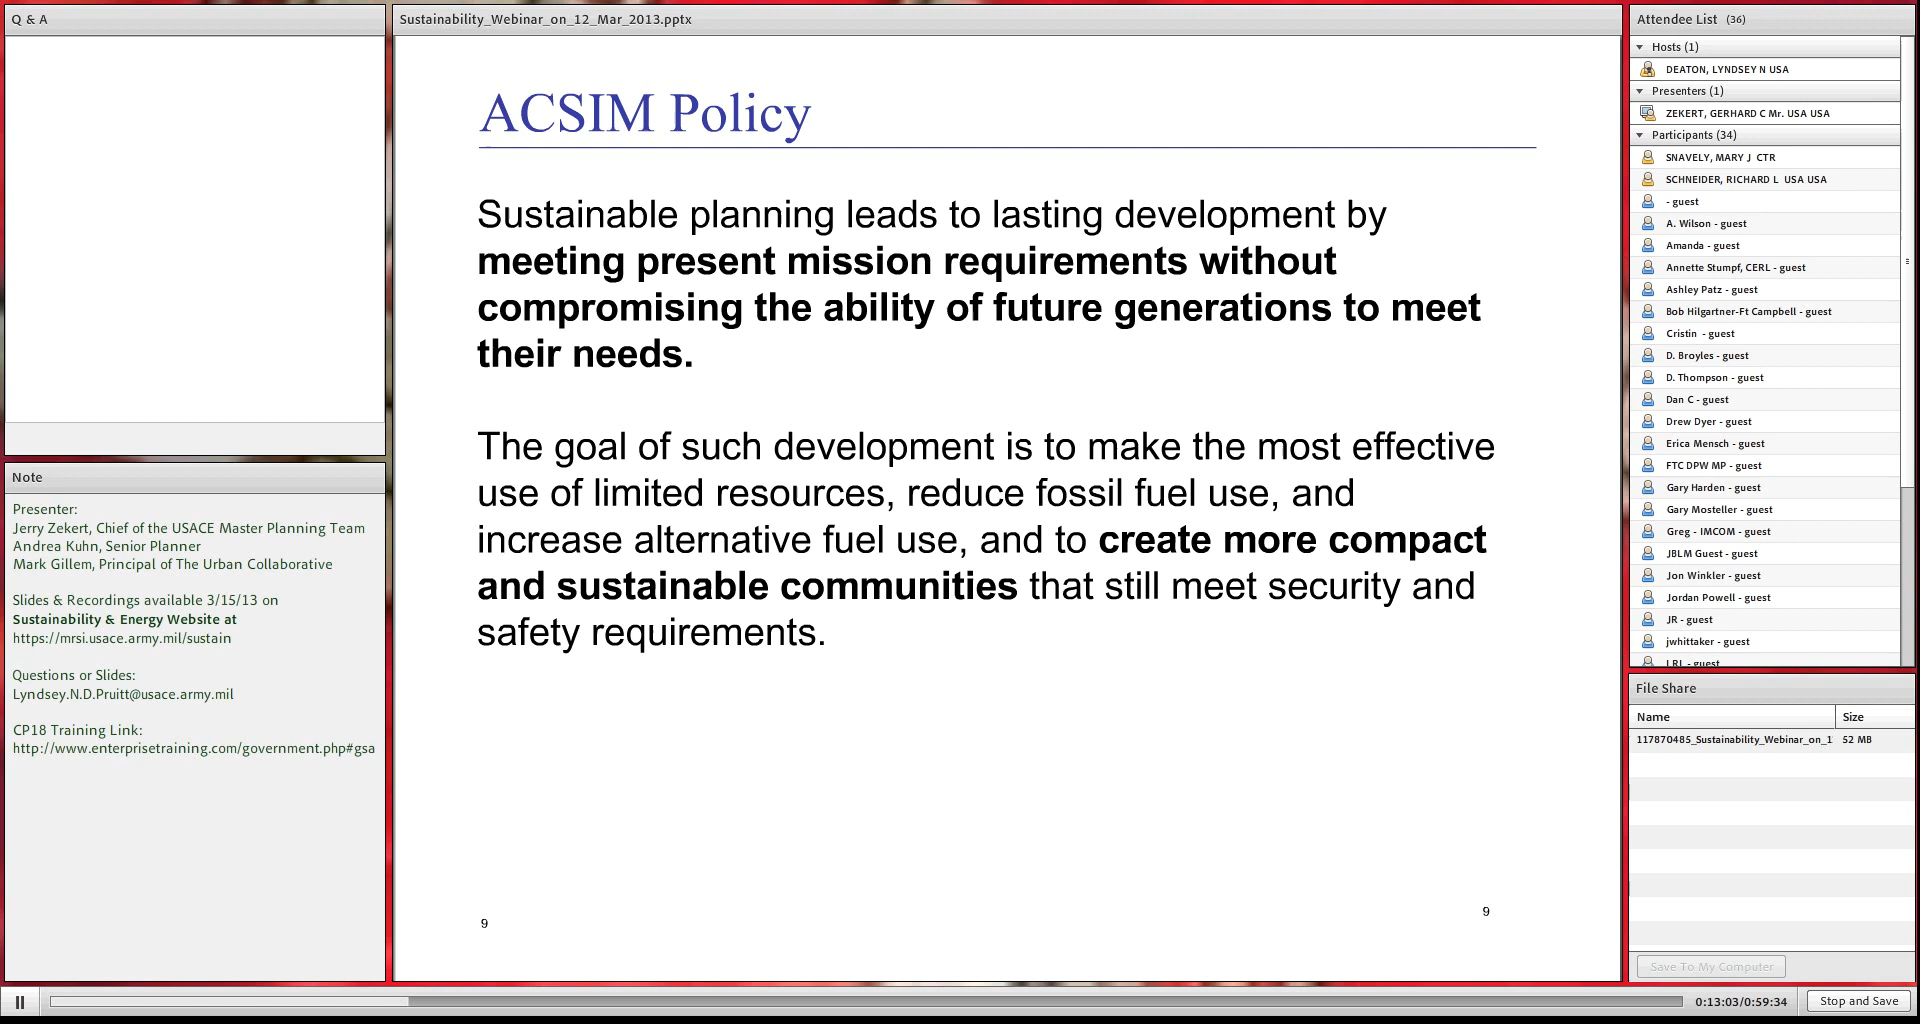 Q & A
Note
Presenter:
Jerry Zekert, Chief of the USACE Master Planning Team
Andrea Kuhn, Senior Planner
Mark Gillem, Principal of The Urban Collaborative
Slides & Recordings available 3/15/13 on
Sustainability & Energy Website at
https://mrsi.usace.army.mil/sustain
Questions or Slides:
Lyndsey.N.D.Pruitt@usace.army.mil
CP18 Training Link:
http://www.enterprisetraining.com/government.php#gsa
Sustainability_Webinar_on_12_Mar_2013.pptx
ACSIM Policy
Sustainable planning leads to lasting development by
meeting present mission requirements without
compromising the ability of future generations to meet
their needs.
The goal of such development is to make the most effective
use of limited resources, reduce fossil fuel use, and
increase alternative fuel use, and to create more compact
and sustainable communities that still meet security and
safety requirements.
9
9
Attendee List (36)
Hosts (1)
DEATON, LYNDSEY N USA
Presenters (1)
ZEKERT, GERHARD C Mr. USA USA
Participants (34)
SNAVELY, MARY J CTR
SCHNEIDER, RICHARD L USA USA
- guest
A. Wilson - guest
Amanda - guest
Annette Stumpf, CERL - guest
Ashley Patz - guest
Bob Hilgartner-Ft Campbell - guest
Cristin - guest
D. Broyles - guest
D. Thompson - guest
Dan C - guest
Drew Dyer - guest
Erica Mensch - guest
FTC DPW MP - guest
Gary Harden - guest
Gary Mosteller - guest
Greg - IMCOM - guest
JBLM Guest - guest
Jon Winkler - guest
Jordan Powell - guest
JR - guest
jwhittaker - guest
LRL - guest
File Share
Name Size
117870485_Sustainability_Webinar_on_1 52 MB
Save To My Computer
0:13:03/0:59:34
Stop and Save